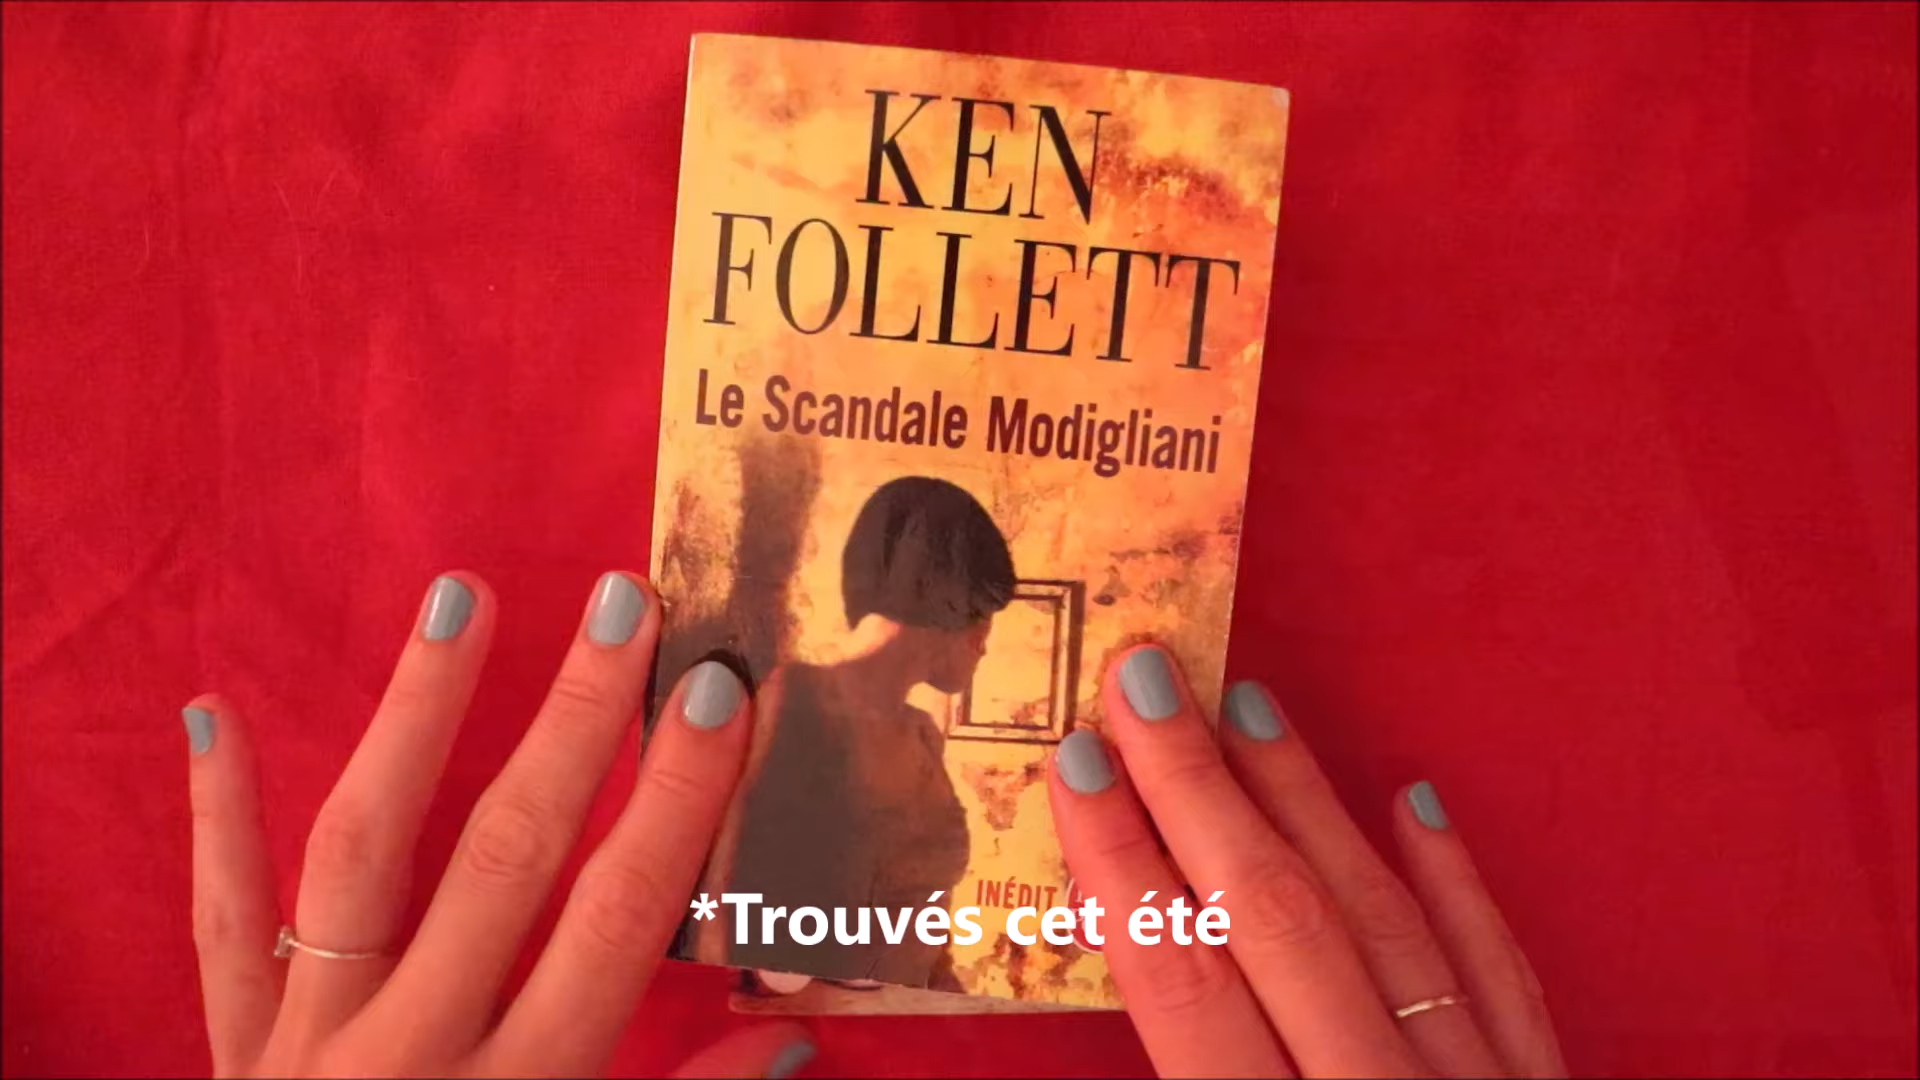 KEN
FOLLETT
Le Scandale Modigliani
INÉDIT
*Trouvés cet été